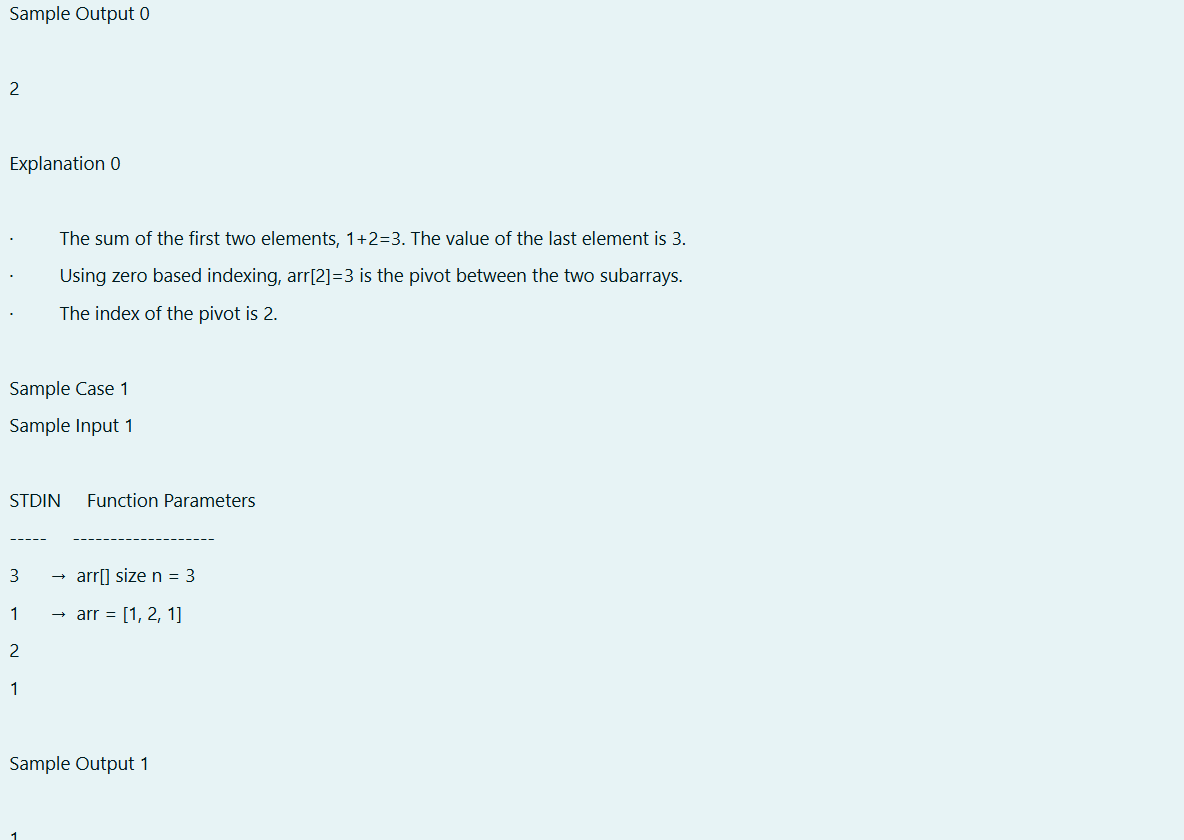 Sample Output 0
2
Explanation 0
· The sum of the first two elements, 1+2=3. The value of the last element is 3.
· Using zero based indexing, arr[2]=3 is the pivot between the two subarrays.
· The index of the pivot is 2.
Sample Case 1
Sample Input 1
STDIN Function Parameters
----- -------------------
3 → arr[] size n = 3
1 → arr = [1, 2, 1]
2
1
Sample Output 1
1